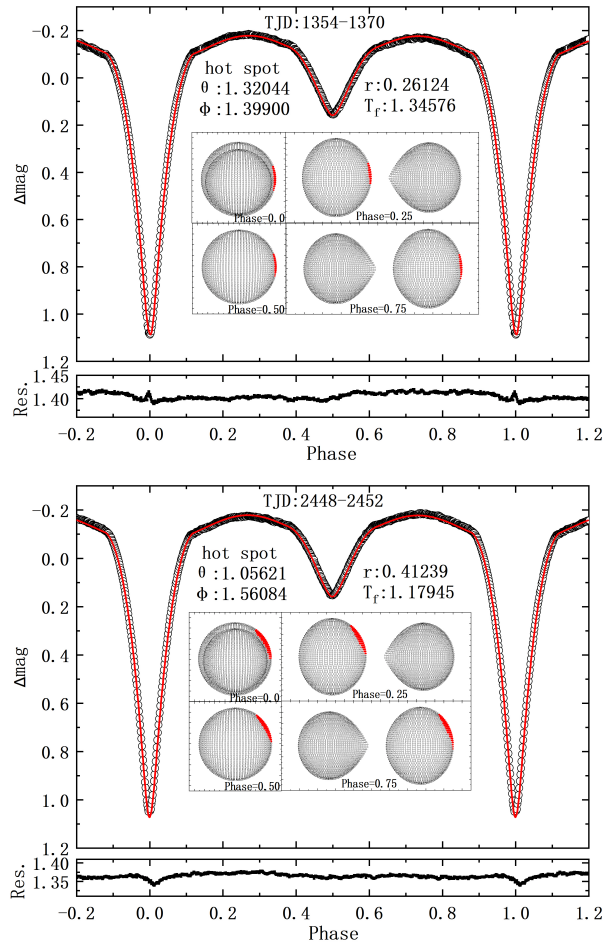 TJD:1354-1370
hot spot
θ:1.32044
Φ:1.39900
r:0.26124
T_f:1.34576
-0.2
0.0
0.2
0.4
0.6
0.8
1.0
1.2
Δmag
Phase=0.0
Phase=0.25
Phase=0.50
Phase=0.75
1.45
1.40
Res.
-0.2 0.0 0.2 0.4 0.6 0.8 1.0 1.2
Phase
TJD:2448-2452
hot spot
θ:1.05621
Φ:1.56084
r:0.41239
T_f:1.17945
-0.2
0.0
0.2
0.4
0.6
0.8
1.0
1.2
Δmag
Phase=0.0
Phase=0.25
Phase=0.50
Phase=0.75
1.40
1.35
Res.
-0.2 0.0 0.2 0.4 0.6 0.8 1.0 1.2
Phase